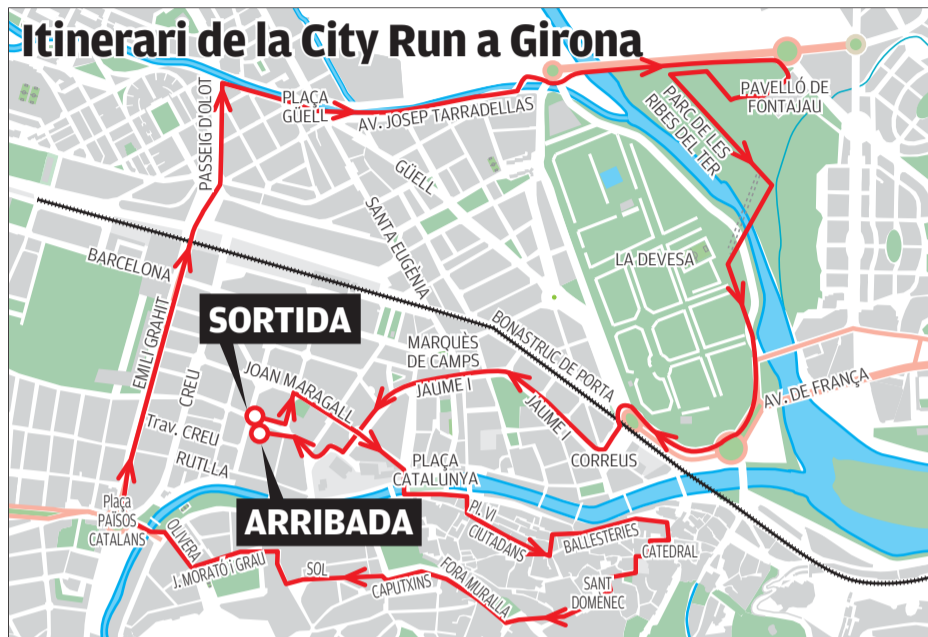 Itinerari de la City Run a Girona
PASSEIG D'OLOT
PLAÇA
GÜELL
AV. JOSEP TARRADELLAS
PAVELLÓ DE
FONTAJAU
PARC DE LES
RIBES DEL TER
GÜELL
SANTA EUGÈNIA
BARCELONA
LA DEVESA
EMILI GRAHIT
SORTIDA
JOAN MARAGALL
MARQUÈS
DE CAMPS
JAUME I
BONASTRUC DE PORTA
JAUME I
AV. DE FRANÇA
CREU
Trav. CREU
RUTLLA
CORREUS
PLAÇA
CATALUNYA
Plaça
PAÏSOS
CATALANS
ARRIBADA
PL. VI
CIUTADANS
BALLESTERIES
CATEDRAL
OLIVERA
J. MORATÓ i GRAU
SOL
CAPUTXINS
FORA MURALLA
SANT
DOMÈNEC